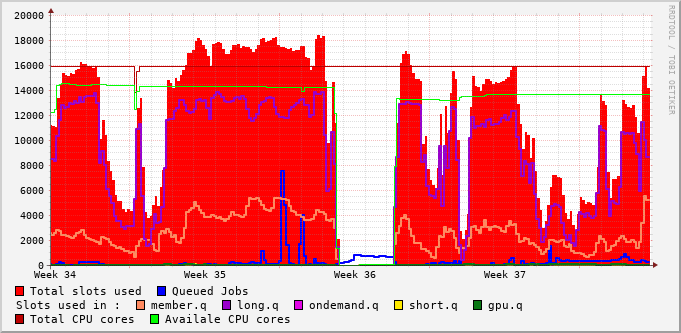 20000
18000
16000
14000
12000
10000
8000
6000
4000
2000
0
Week 34 Week 35 Week 36 Week 37
RRDTOOL / TOBI OETIKER
Total slots used Queued Jobs
Slots used in : member.q long.q ondemand.q short.q gpu.q
Total CPU cores Availale CPU cores